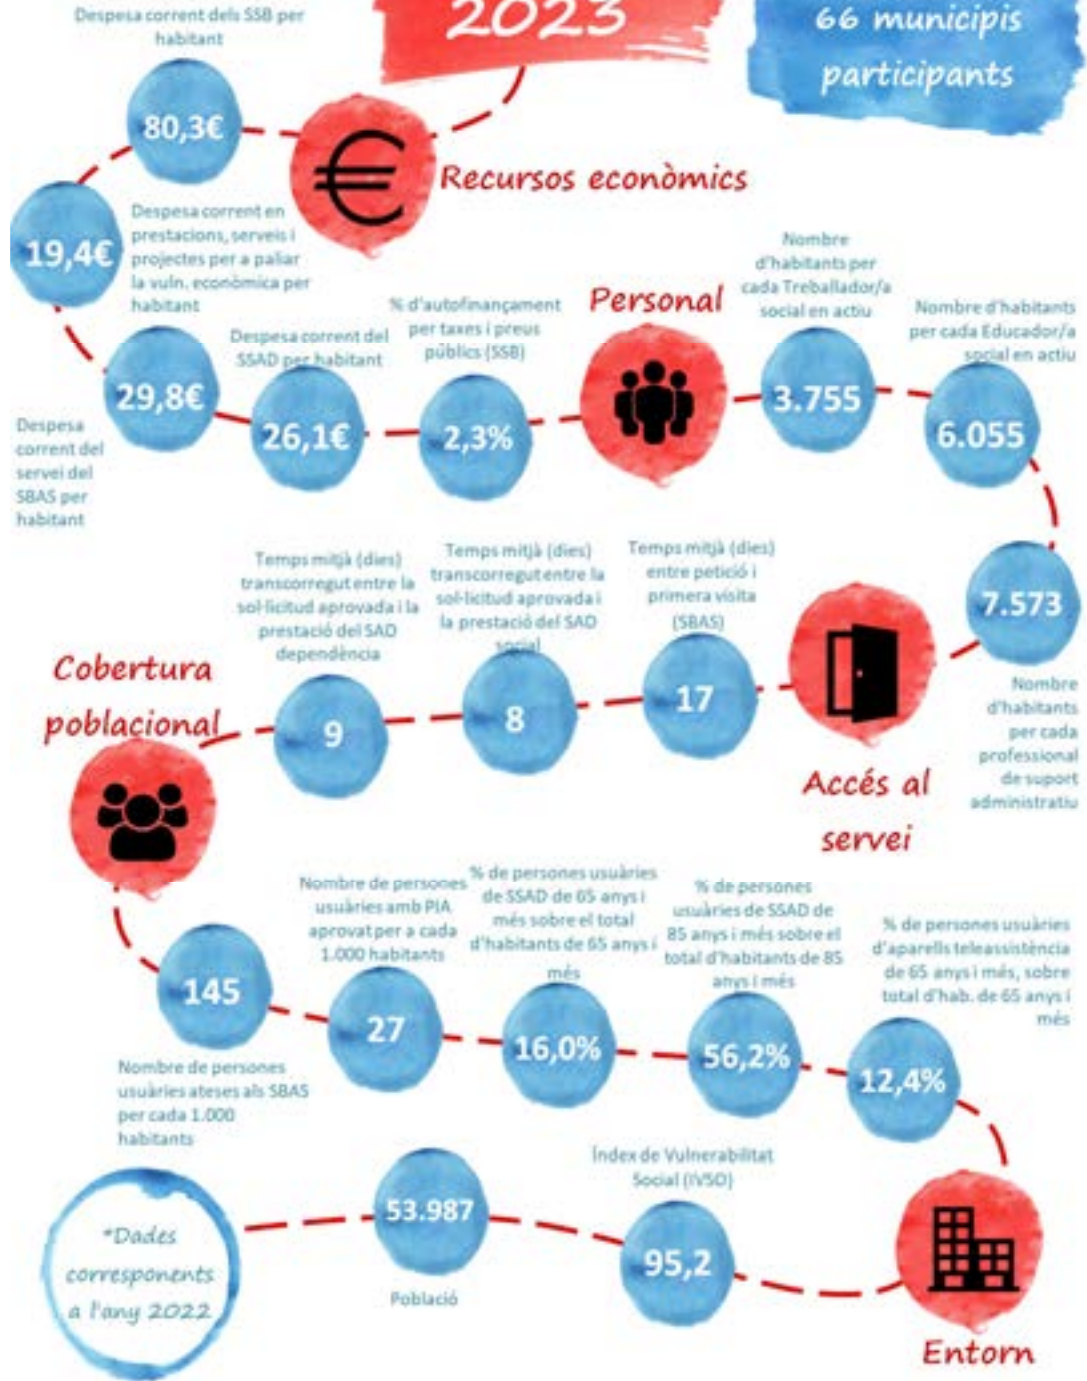 2023
66 municipis
participants
Despesa corrent dels SSB per
habitant
80,3€
Recursos econòmics
19,4€
Despesa corrent en
prestacions, serveis i
projectes per a paliar
la vuln. econòmica per
habitant
29,8€
Despesa
corrent del
servei del
SBAS per
habitant
Despesa corrent del
SSAD per habitant
26,1€
% d'autofinançament
per taxes i preus
públics (SSB)
2,3%
Personal
Nombre
d'habitants per
cada Treballador/a
social en actiu
3.755
Nombre d'habitants
per cada Educador/a
social en actiu
6.055
7.573
Nombre
d'habitants
per cada
professional
de suport
administratiu
Accés al
servei
Temps mitjà (dies)
entre petició i
primera visita
(SBAS)
17
Temps mitjà (dies)
transcorregut entre la
sol·licitud aprovada i
la prestació del SAD
social
8
Temps mitjà (dies)
transcorregut entre la
sol·licitud aprovada i la
prestació del SAD
dependència
9
Cobertura
poblacional
145
Nombre de persones
usuàries ateses als SBAS
per cada 1.000
habitants
Nombre de persones
usuàries amb PIA
aprovat per a cada
1.000 habitants
27
% de persones usuàries
de SSAD de 65 anys i
més sobre el total
d'habitants de 65 anys i
més
16,0%
% de persones
usuàries de SSAD de
85 anys i més sobre el
total d'habitants de 85
anys i més
56,2%
% de persones usuàries
d'aparells teleassistència
de 65 anys i més, sobre
total d'hab. de 65 anys i
més
12,4%
Entorn
Índex de Vulnerabilitat
Social (IVSO)
95,2
53.987
Població
*Dades
corresponents
a l'any 2022